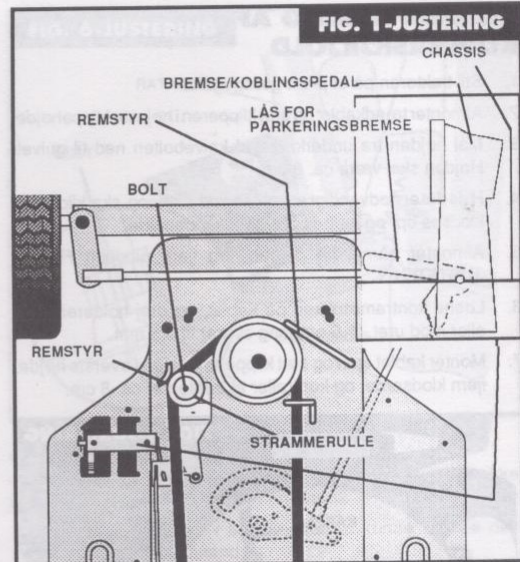 FIG. 1-JUSTERING
CHASSIS
BREMSE/KOBLINGSPEDAL
LÅS FOR
PARKERINGSBREMSE
REMSTYR
BOLT
REMSTYR
STRAMMERULLE